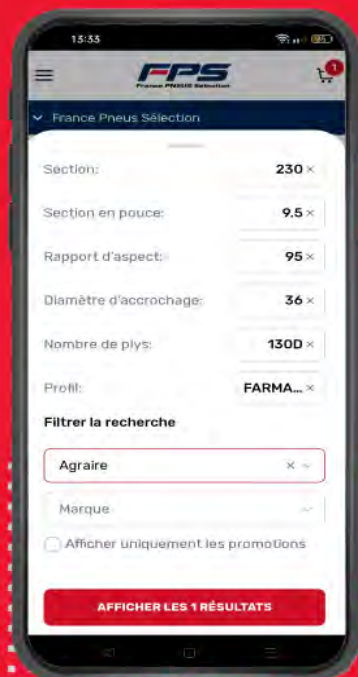 13:33
FPS
France PNEUS Sélection
1
France Pneus Sélection
Section: 230 ×
Section en pouce: 9.5 ×
Rapport d'aspect: 95 ×
Diamètre d'accrochage: 36 ×
Nombre de plys: 130D ×
Profil: FARMA... ×
Filtrer la recherche
Agraire ×
Marque
Afficher uniquement les promotions
AFFICHER LES 1 RÉSULTATS